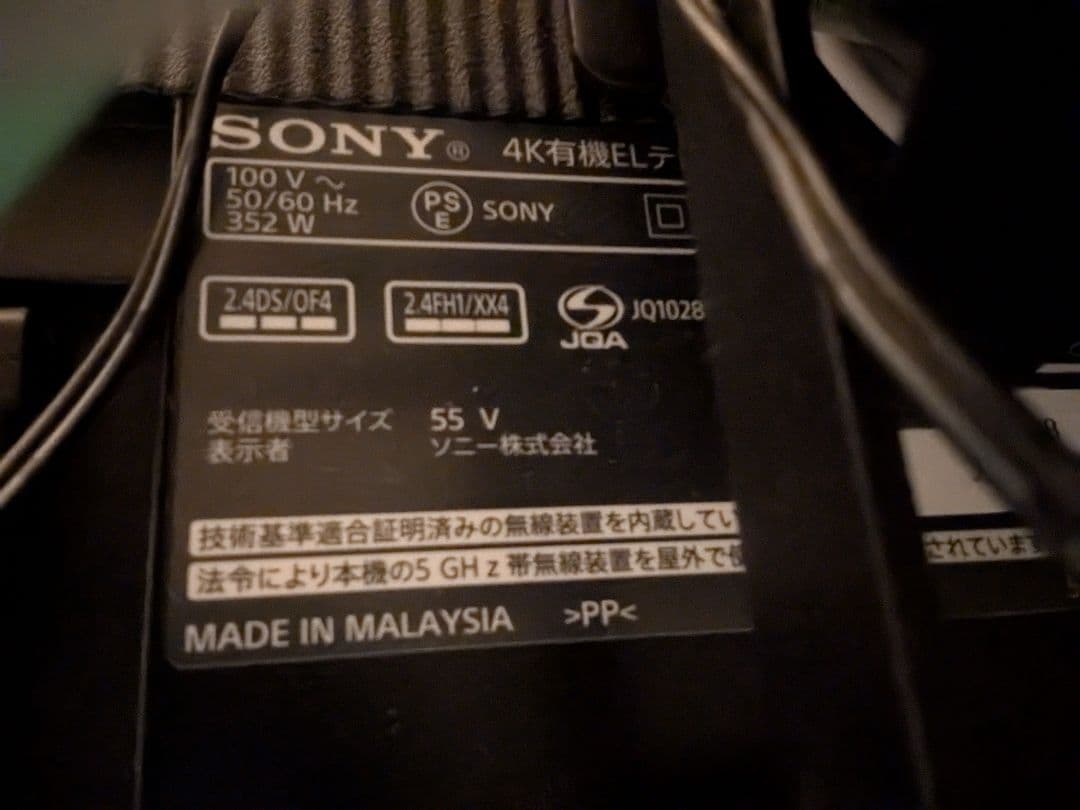 SONY® 4K有機ELテ
100 V ~
50/60 Hz
352 W
PS
E
SONY
2.4DS/OF4
2.4FH1/XX4
JQA
JQ1028
受信機型サイズ 55 V
表示者 ソニー株式会社
技術基準適合証明済みの無線装置を内蔵してい
法令により本機の5 GHz 帯無線装置を屋外で
されています
MADE IN MALAYSIA >PP<